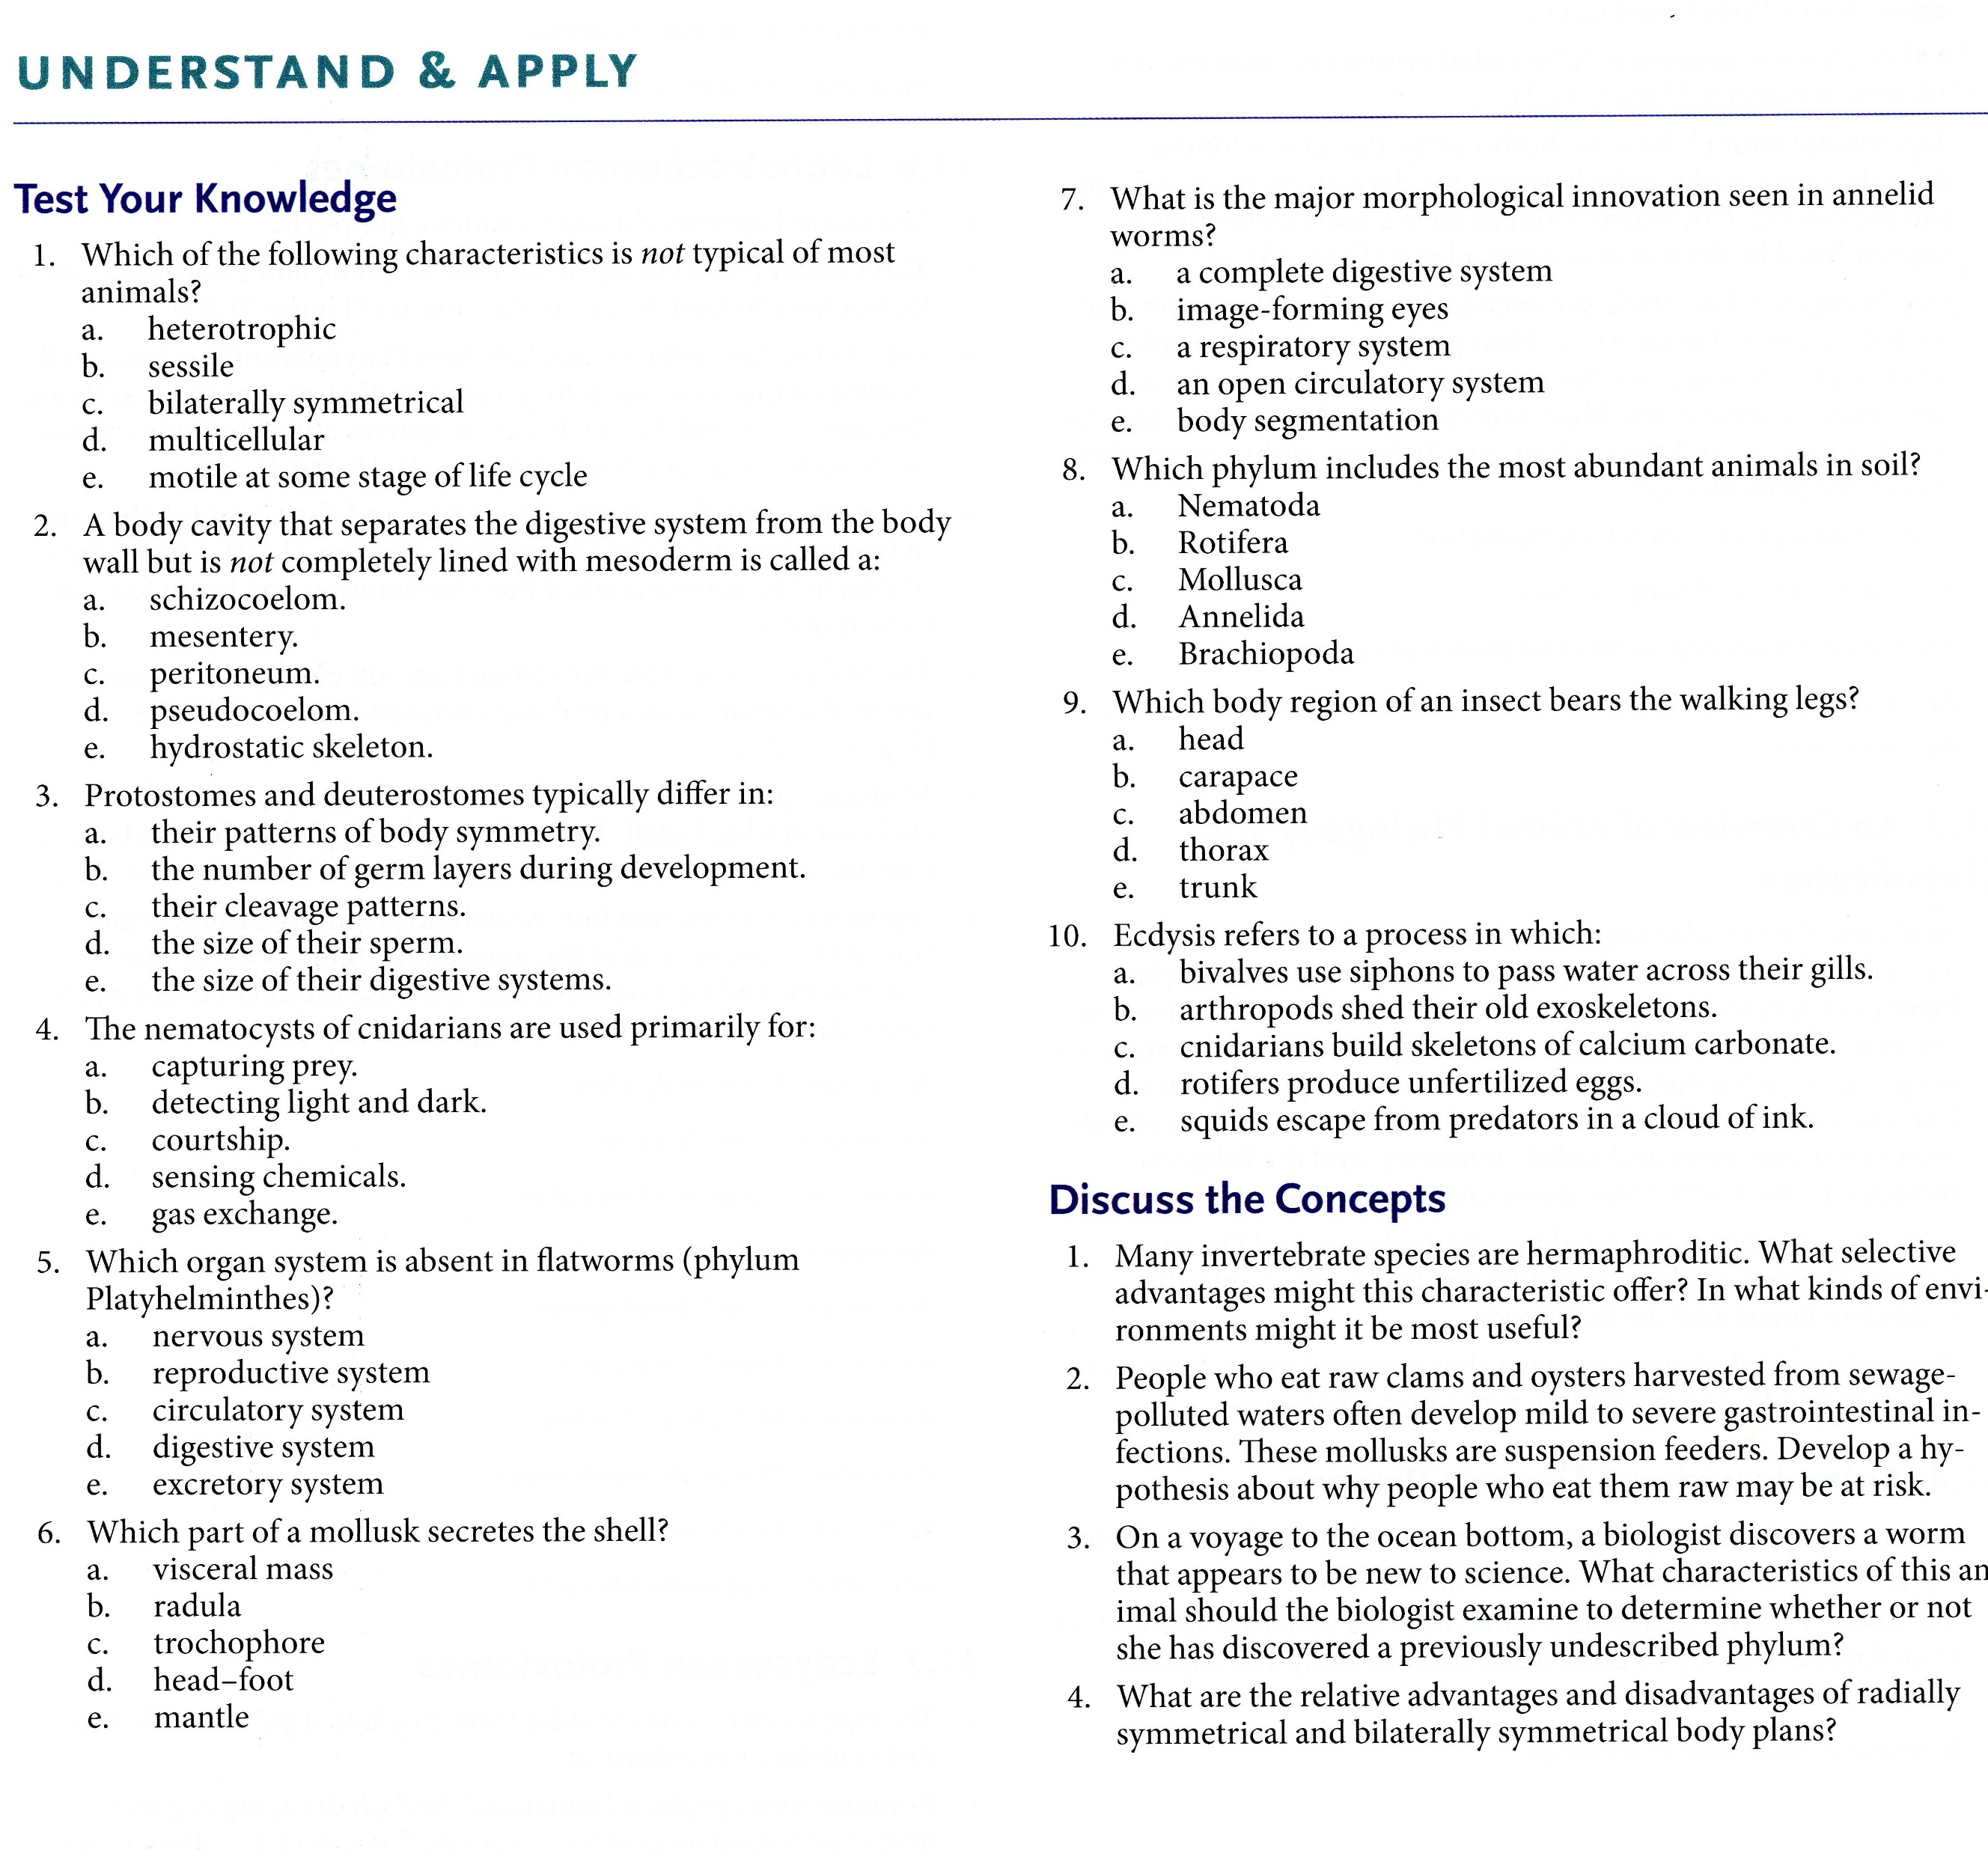 UNDERSTAND & APPLY
Test Your Knowledge
1. Which of the following characteristics is not typical of most
animals?
a. heterotrophic
b. sessile
c. bilaterally symmetrical
d. multicellular
e. motile at some stage of life cycle
2. A body cavity that separates the digestive system from the body
wall but is not completely lined with mesoderm is called a:
a. schizocoelom.
b. mesentery.
c. peritoneum.
d. pseudocoelom.
e. hydrostatic skeleton.
3. Protostomes and deuterostomes typically differ in:
a. their patterns of body symmetry.
b. the number of germ layers during development.
c. their cleavage patterns.
d. the size of their sperm.
e. the size of their digestive systems.
4. The nematocysts of cnidarians are used primarily for:
a. capturing prey.
b. detecting light and dark.
c. courtship.
d. sensing chemicals.
e. gas exchange.
5. Which organ system is absent in flatworms (phylum
Platyhelminthes)?
a. nervous system
b. reproductive system
c. circulatory system
d. digestive system
e. excretory system
6. Which part of a mollusk secretes the shell?
a. visceral mass
b. radula
c. trochophore
d. head–foot
e. mantle
7. What is the major morphological innovation seen in annelid
worms?
a. a complete digestive system
b. image-forming eyes
c. a respiratory system
d. an open circulatory system
e. body segmentation
8. Which phylum includes the most abundant animals in soil?
a. Nematoda
b. Rotifera
c. Mollusca
d. Annelida
e. Brachiopoda
9. Which body region of an insect bears the walking legs?
a. head
b. carapace
c. abdomen
d. thorax
e. trunk
10. Ecdysis refers to a process in which:
a. bivalves use siphons to pass water across their gills.
b. arthropods shed their old exoskeletons.
c. cnidarians build skeletons of calcium carbonate.
d. rotifers produce unfertilized eggs.
e. squids escape from predators in a cloud of ink.
Discuss the Concepts
1. Many invertebrate species are hermaphroditic. What selective
advantages might this characteristic offer? In what kinds of envi-
ronments might it be most useful?
2. People who eat raw clams and oysters harvested from sewage-
polluted waters often develop mild to severe gastrointestinal in-
fections. These mollusks are suspension feeders. Develop a hy-
pothesis about why people who eat them raw may be at risk.
3. On a voyage to the ocean bottom, a biologist discovers a worm
that appears to be new to science. What characteristics of this an
imal should the biologist examine to determine whether or not
she has discovered a previously undescribed phylum?
4. What are the relative advantages and disadvantages of radially
symmetrical and bilaterally symmetrical body plans?